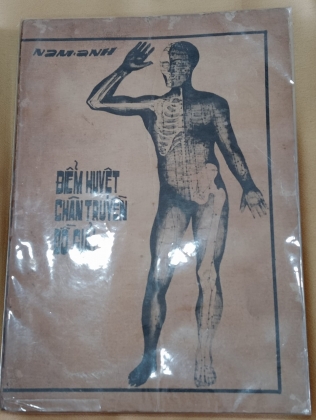 NAM-ANH
ĐIỂM HUYỆT
CHÂN TRUYỀN